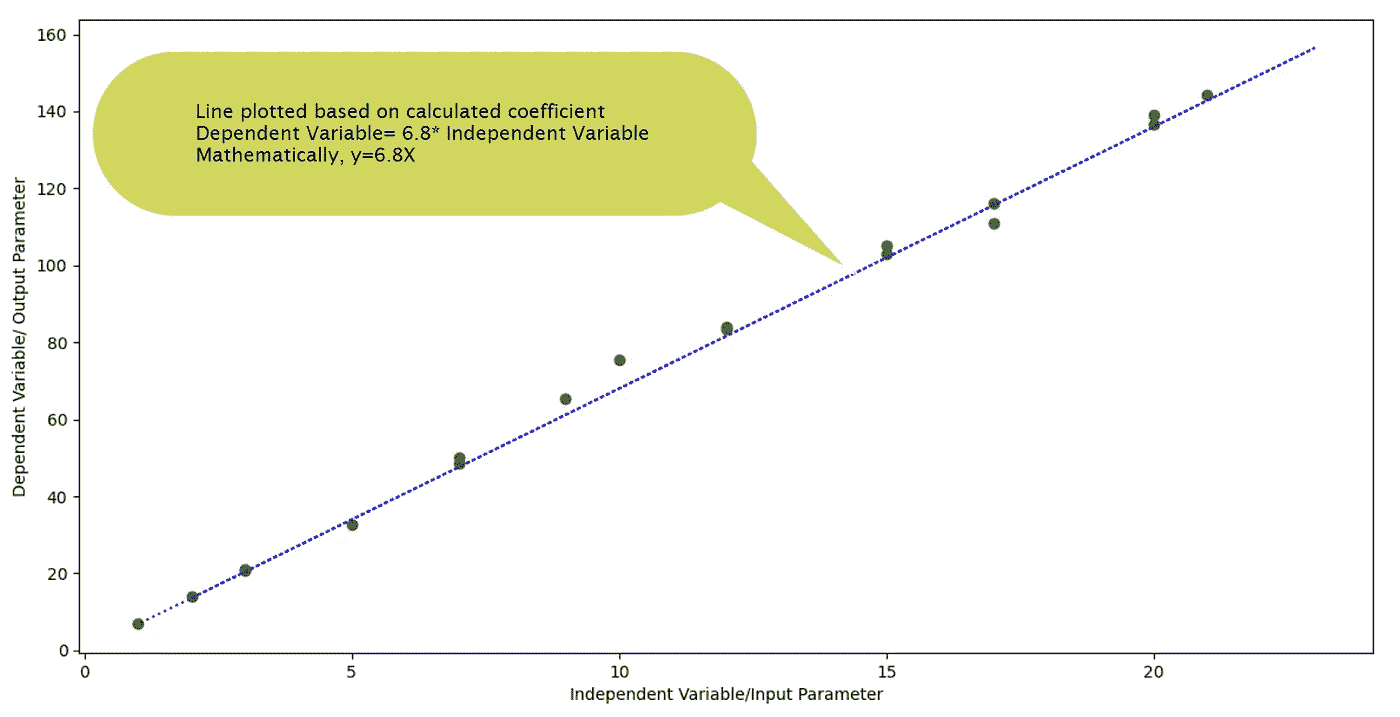 160
140
120
100
80
60
40
20
0
Dependent Variable/ Output Parameter
Line plotted based on calculated coefficient
Dependent Variable= 6.8* Independent Variable
Mathematically, y=6.8X
0 5 10 15 20
Independent Variable/Input Parameter